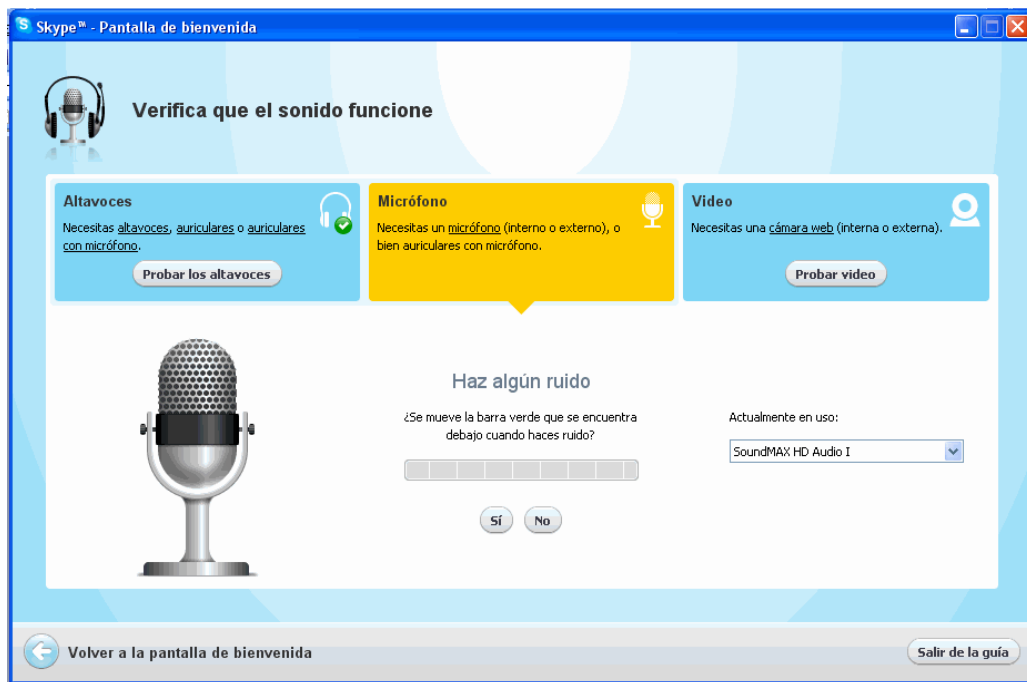 Skype™ - Pantalla de bienvenida
Verifica que el sonido funcione
Altavoces
Necesitas altavoces, auriculares o auriculares
con micrófono.
Probar los altavoces
Micrófono
Necesitas un micrófono (interno o externo), o
bien auriculares con micrófono.
Video
Necesitas una cámara web (interna o externa).
Probar video
Haz algún ruido
¿Se mueve la barra verde que se encuentra
debajo cuando haces ruido?
Sí
No
Actualmente en uso:
SoundMAX HD Audio I
Volver a la pantalla de bienvenida
Salir de la guía